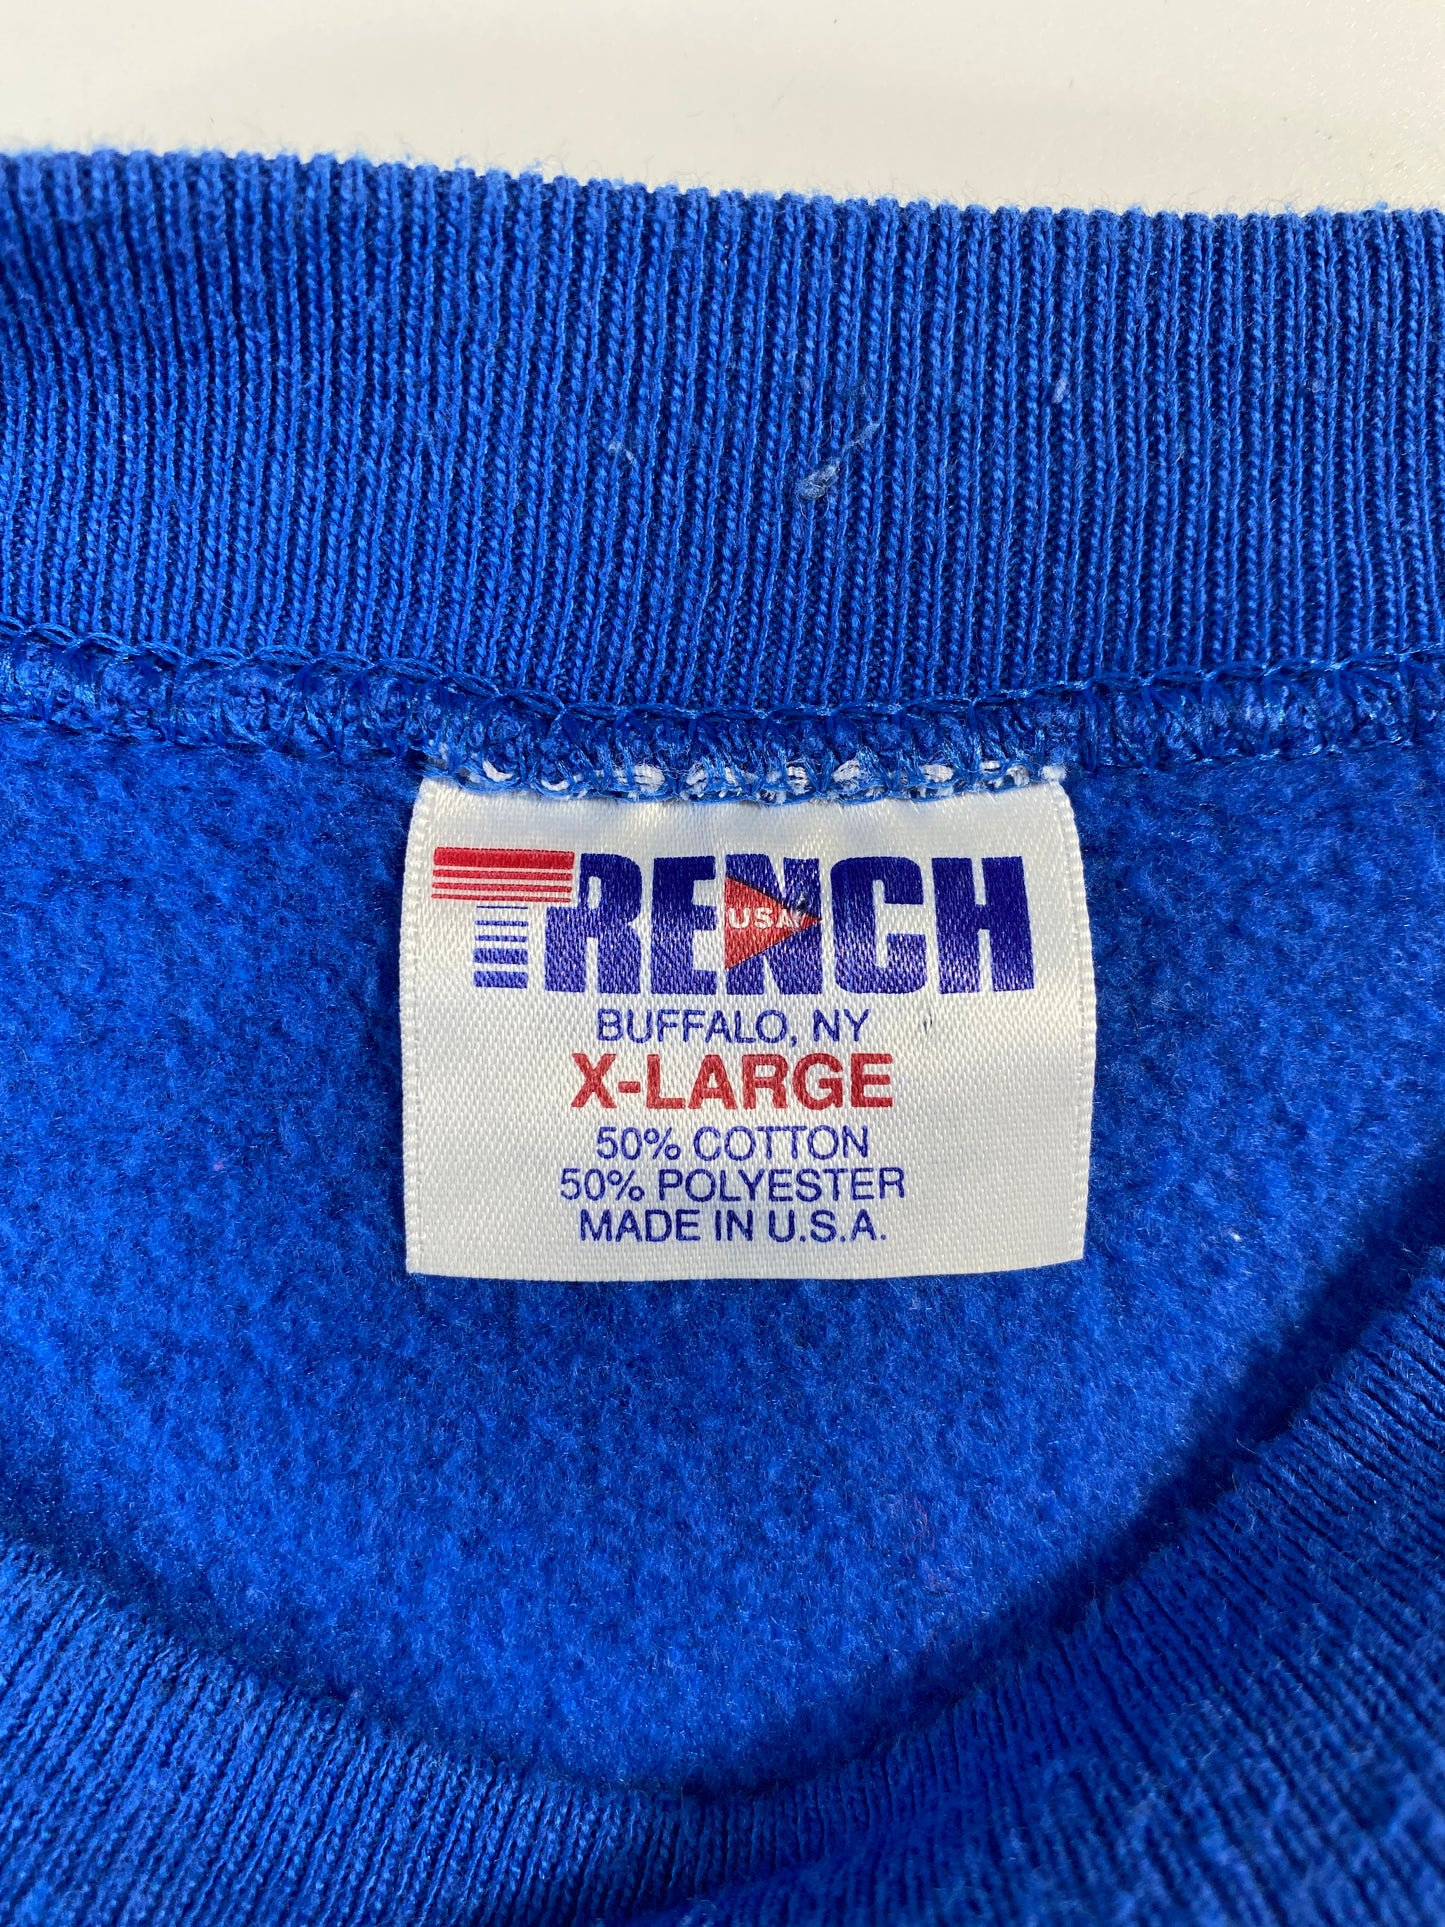 TRENCH
USA
BUFFALO, NY
X-LARGE
50% COTTON
50% POLYESTER
MADE IN U.S.A.